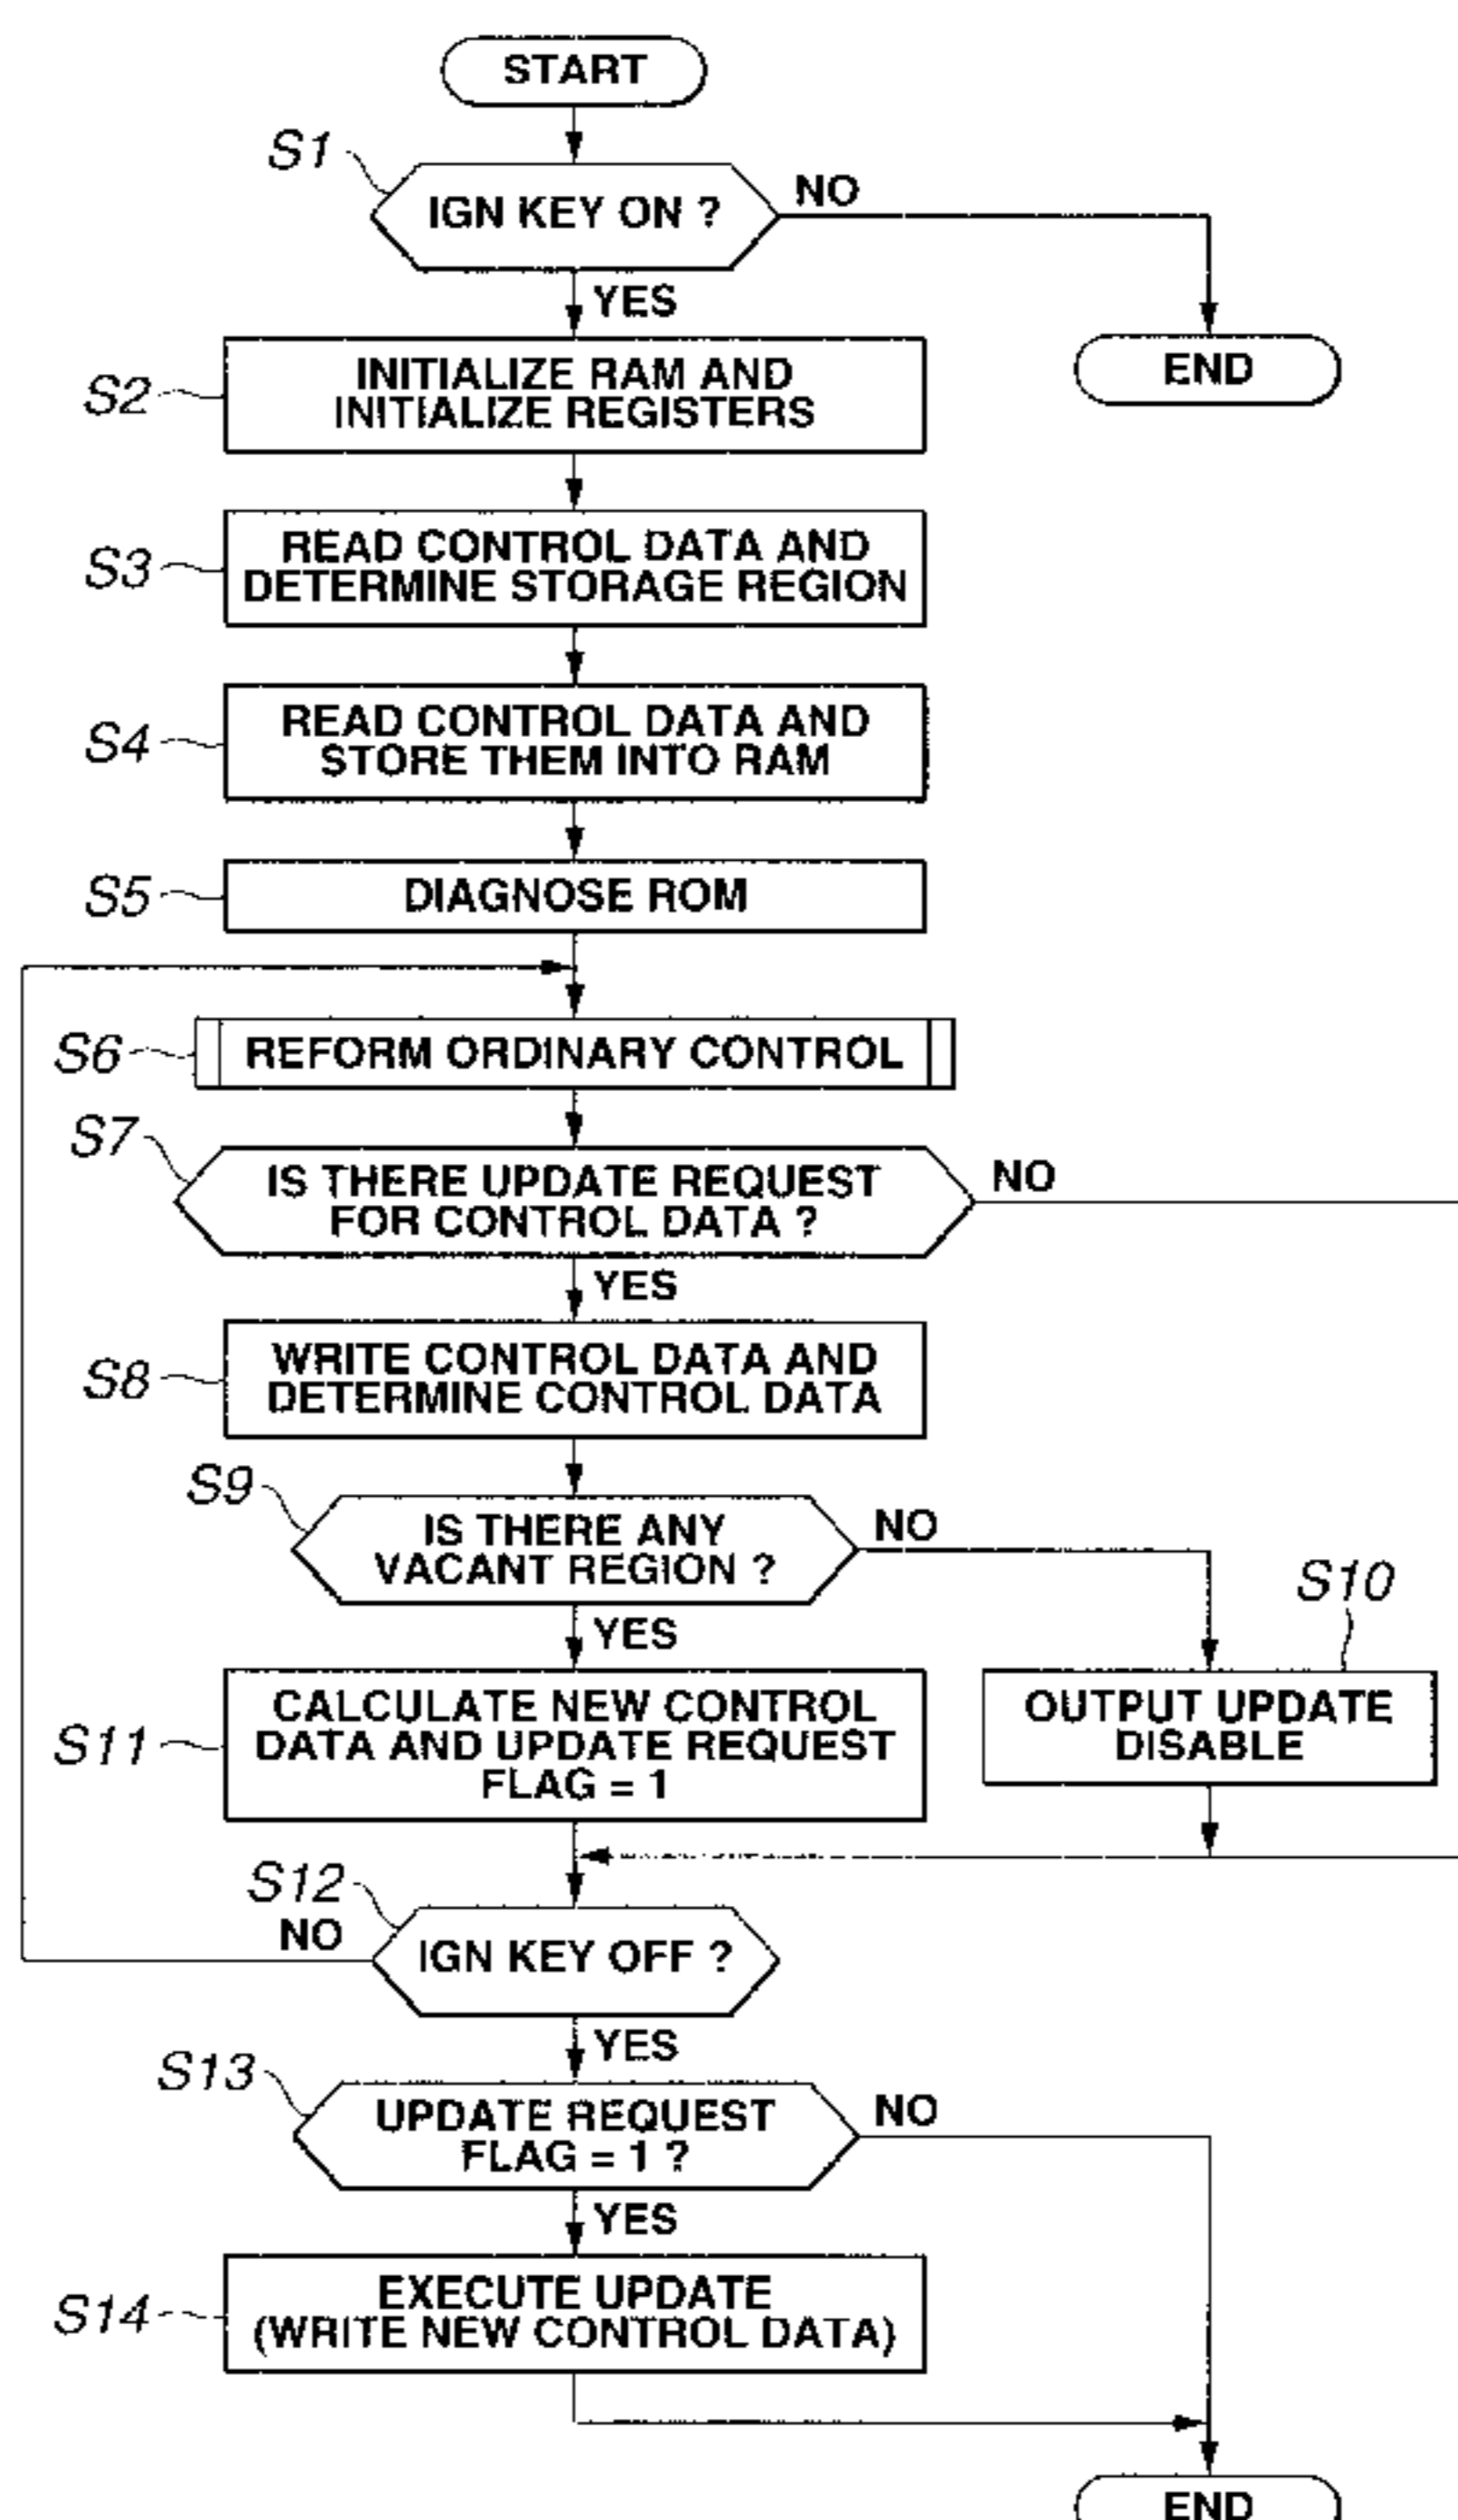 START
S1
IGN KEY ON ?
NO
YES
END
S2
INITIALIZE RAM AND
INITIALIZE REGISTERS
S3
READ CONTROL DATA AND
DETERMINE STORAGE REGION
S4
READ CONTROL DATA AND
STORE THEM INTO RAM
S5
DIAGNOSE ROM
S6
REFORM ORDINARY CONTROL
S7
IS THERE UPDATE REQUEST
FOR CONTROL DATA ?
NO
YES
S8
WRITE CONTROL DATA AND
DETERMINE CONTROL DATA
S9
IS THERE ANY
VACANT REGION ?
NO
YES
S10
OUTPUT UPDATE
DISABLE
S11
CALCULATE NEW CONTROL
DATA AND UPDATE REQUEST
FLAG = 1
S12
NO
IGN KEY OFF ?
YES
S13
UPDATE REQUEST
FLAG = 1 ?
NO
YES
S14
EXECUTE UPDATE
(WRITE NEW CONTROL DATA)
END